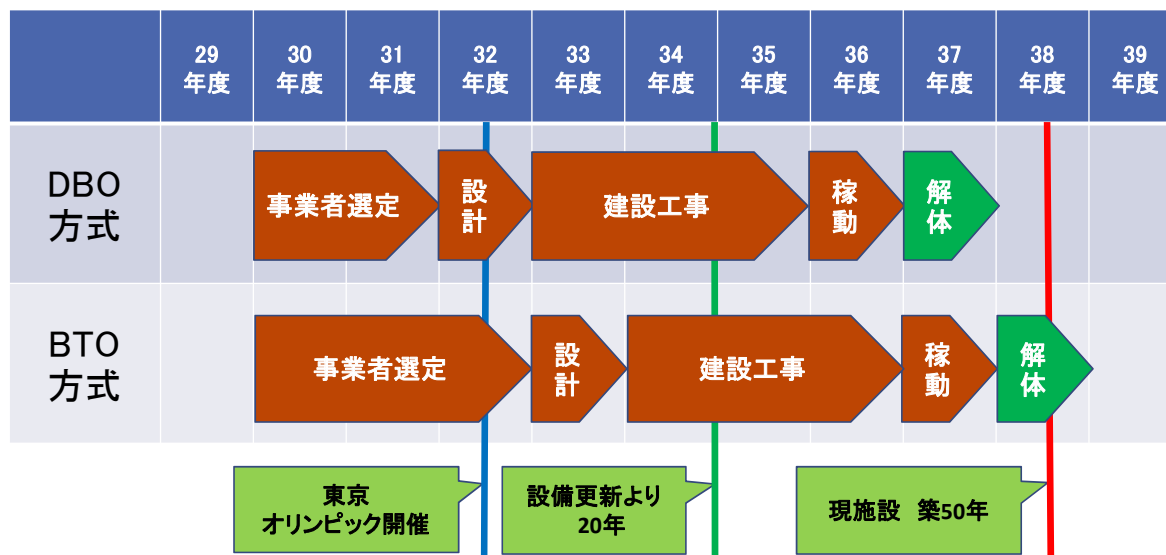 29
年度
30
年度
31
年度
32
年度
33
年度
34
年度
35
年度
36
年度
37
年度
38
年度
39
年度
DBO
方式
事業者選定
設計
建設工事
稼動
解体
BTO
方式
事業者選定
設計
建設工事
稼動
解体
東京
オリンピック開催
設備更新より
20年
現施設　築50年